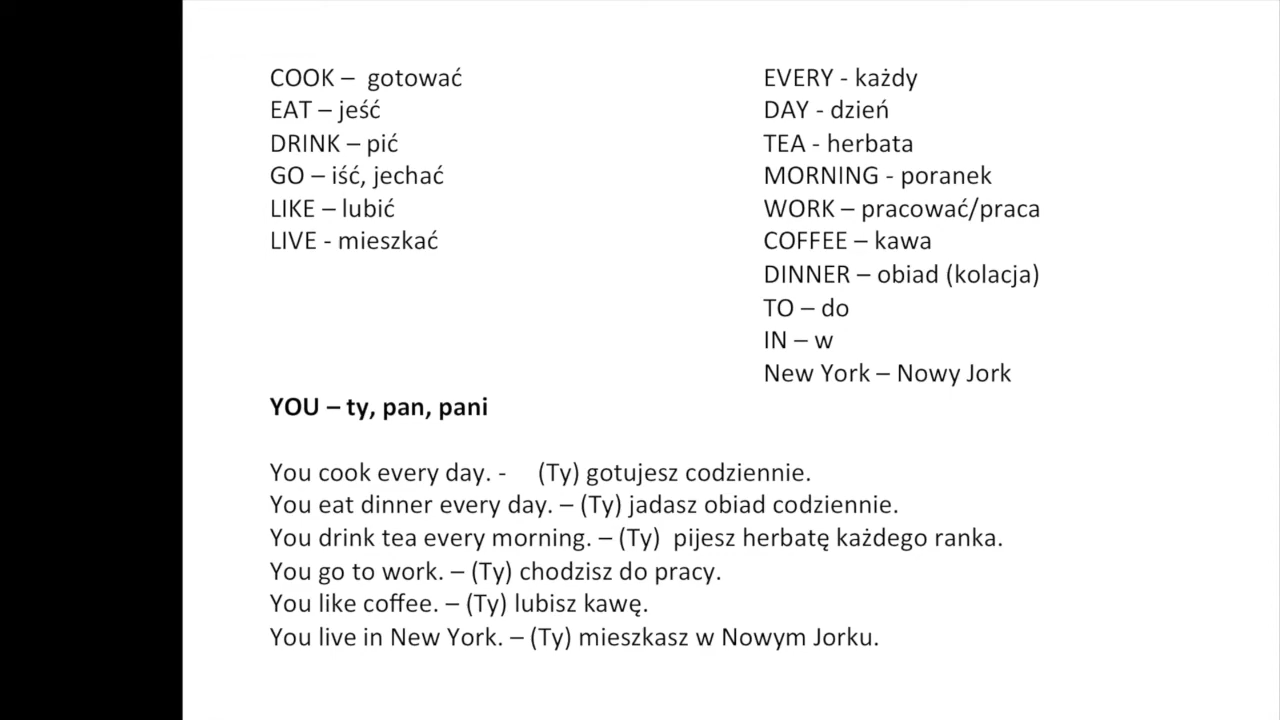 COOK –  gotować
EAT – jeść
DRINK – pić
GO – iść, jechać
LIKE – lubić
LIVE - mieszkać
EVERY - każdy
DAY - dzień
TEA - herbata
MORNING - poranek
WORK – pracować/praca
COFFEE – kawa
DINNER – obiad (kolacja)
TO – do
IN – w
New York – Nowy Jork
YOU – ty, pan, pani
You cook every day. -    (Ty) gotujesz codziennie.
You eat dinner every day. – (Ty) jadasz obiad codziennie.
You drink tea every morning. – (Ty)  pijesz herbatę każdego ranka.
You go to work. – (Ty) chodzisz do pracy.
You like coffee. – (Ty) lubisz kawę.
You live in New York. – (Ty) mieszkasz w Nowym Jorku.